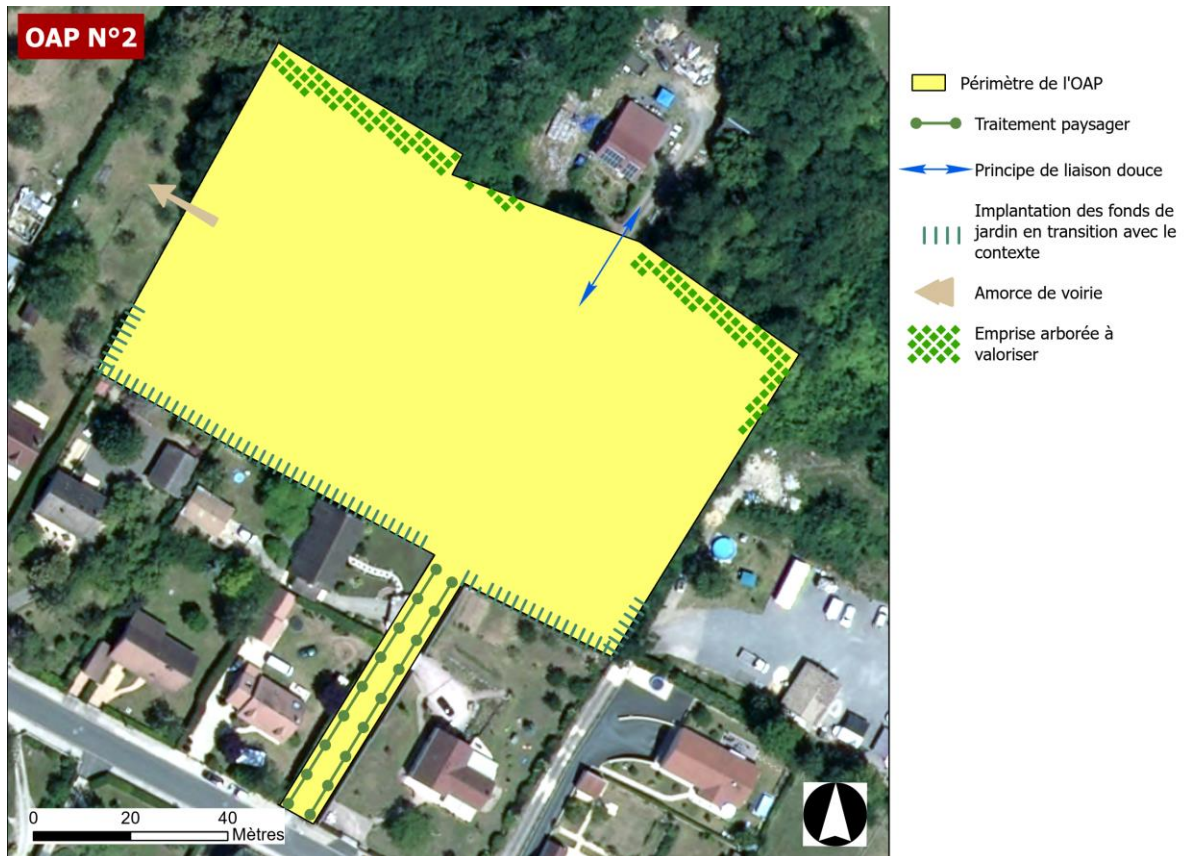 OAP N°2
Périmètre de l'OAP
Traitement paysager
Principe de liaison douce
Implantation des fonds de
jardin en transition avec le
contexte
Amorce de voirie
Emprise arborée à
valoriser
0 20 40
Mètres